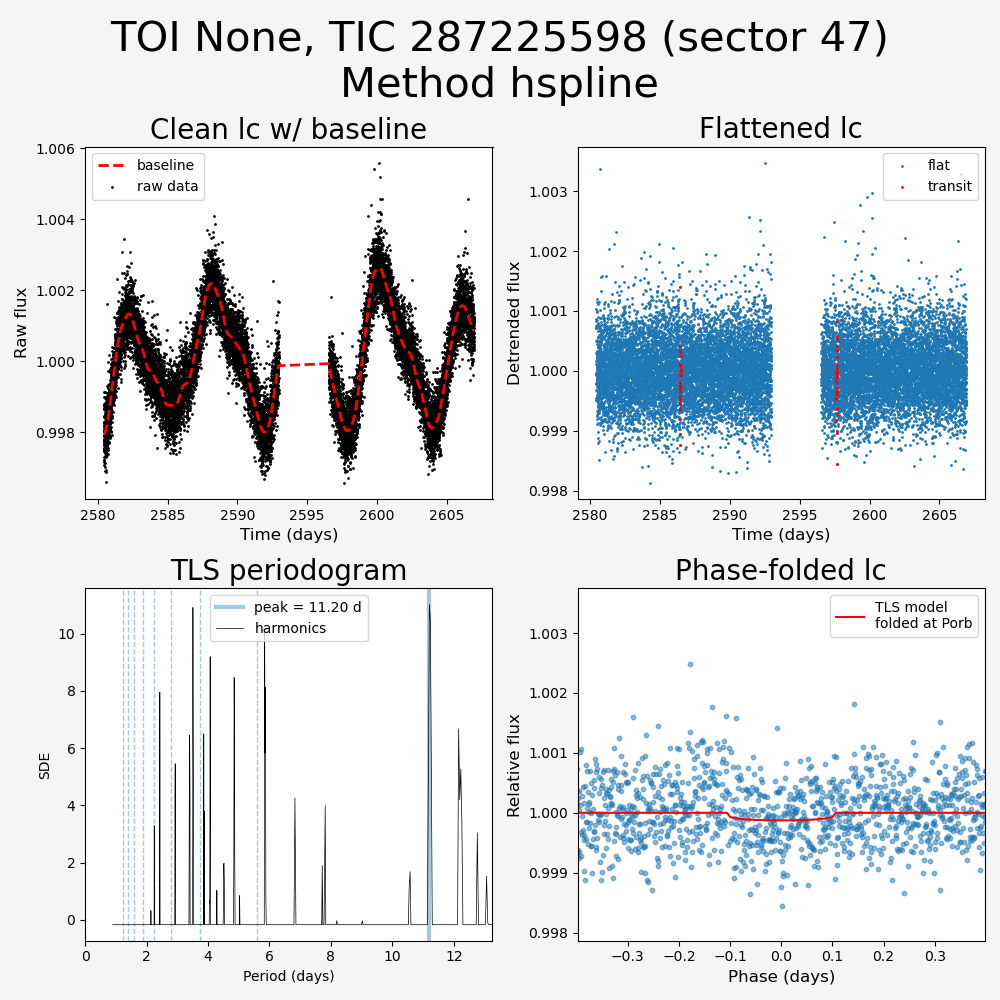 TOI None, TIC 287225598 (sector 47)
Method hspline
Clean lc w/ baseline
Raw flux
1.006
1.004
1.002
1.000
0.998
baseline
raw data
2580
2585
2590
2595
2600
2605
Time (days)
Flattened lc
Detrended flux
1.003
1.002
1.001
1.000
0.999
0.998
flat
transit
2580
2585
2590
2595
2600
2605
Time (days)
TLS periodogram
SDE
10
8
6
4
2
0
peak = 11.20 d
harmonics
0
2
4
6
8
10
12
Period (days)
Phase-folded lc
Relative flux
1.003
1.002
1.001
1.000
0.999
0.998
TLS model
folded at Porb
−0.3
−0.2
−0.1
0.0
0.1
0.2
0.3
Phase (days)